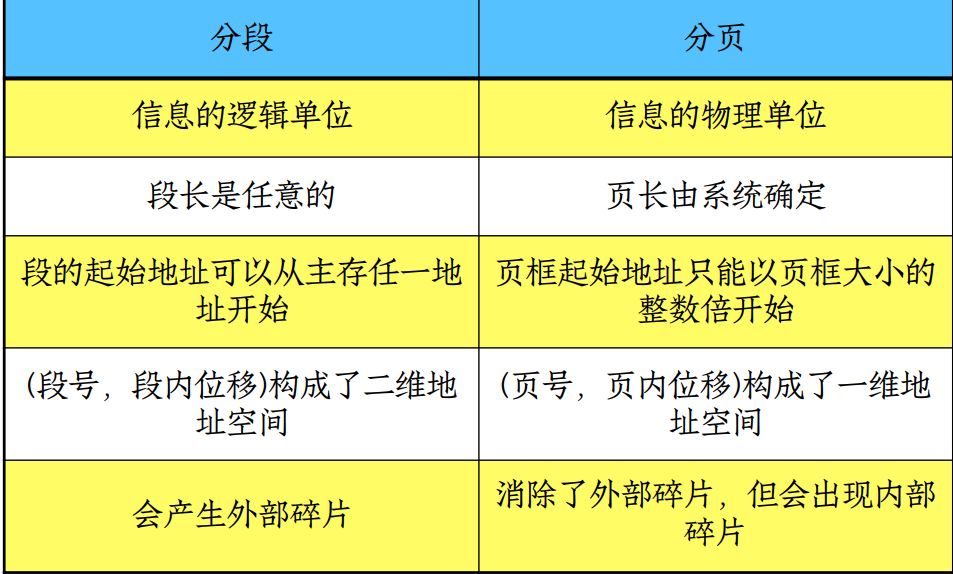 分段
分页
信息的逻辑单位
信息的物理单位
段长是任意的
页长由系统确定
段的起始地址可以从主存任一地
址开始
页框起始地址只能以页框大小的
整数倍开始
(段号，段内位移)构成了二维地
址空间
(页号，页内位移)构成了一维地
址空间
会产生外部碎片
消除了外部碎片，但会出现内部
碎片